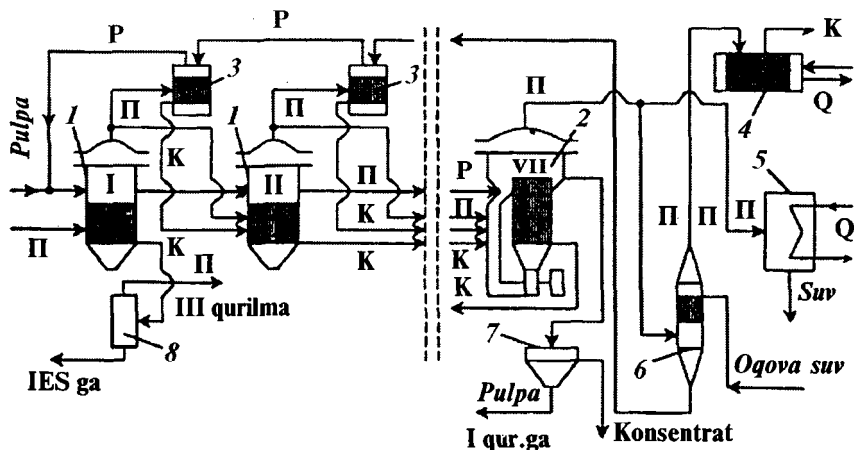 P
P
3
3
K
Q
4
Pulpa
1
П
1
П
П
2
I
K
II
П
P
VII
П
K
П
П
П
5
Q
П
K
K
K
K
П
III qurilma
8
IES ga
7
6
Suv
Oqova suv
Pulpa
I qur.ga
Konsentrat